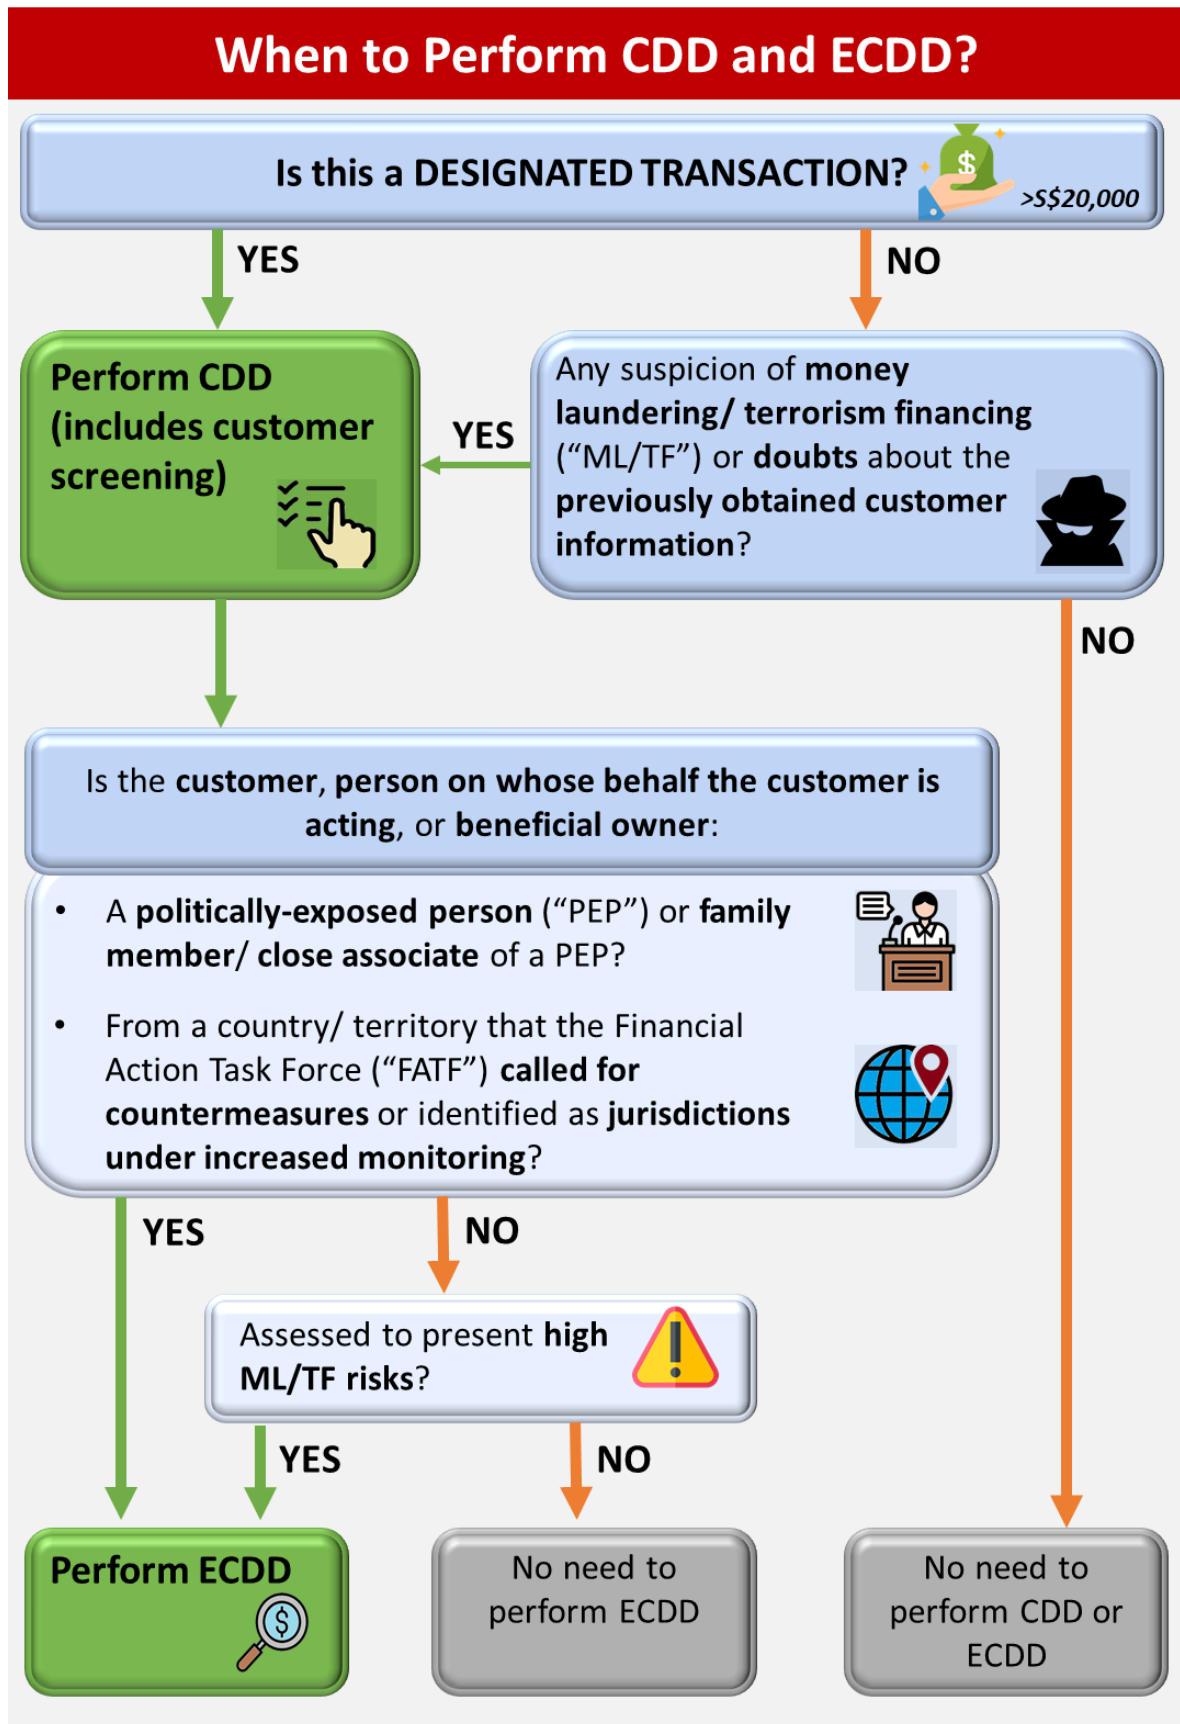 When to Perform CDD and ECDD?
Is this a DESIGNATED TRANSACTION?
$
>S$20,000
YES
NO
Perform CDD
(includes customer
screening)
YES
Any suspicion of money
laundering/ terrorism financing
(“ML/TF”) or doubts about the
previously obtained customer
information?
NO
Is the customer, person on whose behalf the customer is
acting, or beneficial owner:
• A politically-exposed person (“PEP”) or family
member/ close associate of a PEP?
• From a country/ territory that the Financial
Action Task Force (“FATF”) called for
countermeasures or identified as jurisdictions
under increased monitoring?
YES
NO
Assessed to present high
ML/TF risks?
YES
NO
Perform ECDD
$
No need to
perform ECDD
No need to
perform CDD or
ECDD